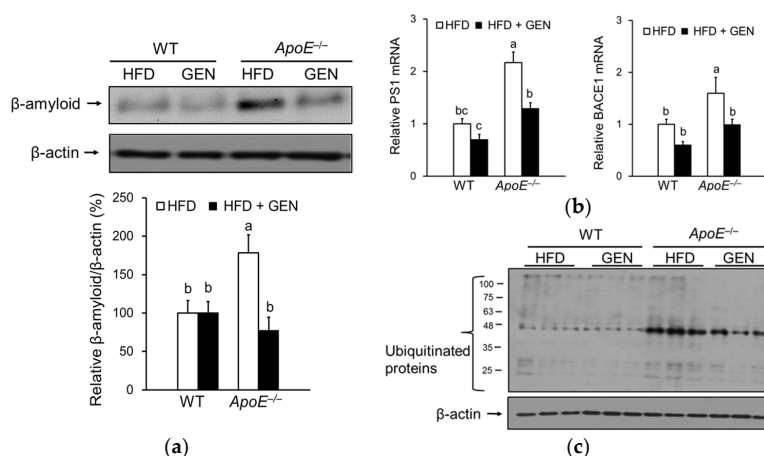 WT ApoE–/–
HFD GEN HFD GEN
β-amyloid
β-actin
Relative β-amyloid/β-actin (%)
HFD HFD + GEN
250
200
150
100
50
0
b b a b
WT ApoE–/–
(a)
Relative PS1 mRNA
HFD HFD + GEN
3
2
1
0
bc c a b
WT ApoE–/–
Relative BACE1 mRNA
HFD HFD + GEN
3
2
1
0
b b a b
WT ApoE–/–
(b)
WT ApoE–/–
HFD GEN HFD GEN
100
75
63
48
35
25
Ubiquitinated
proteins
β-actin
(c)